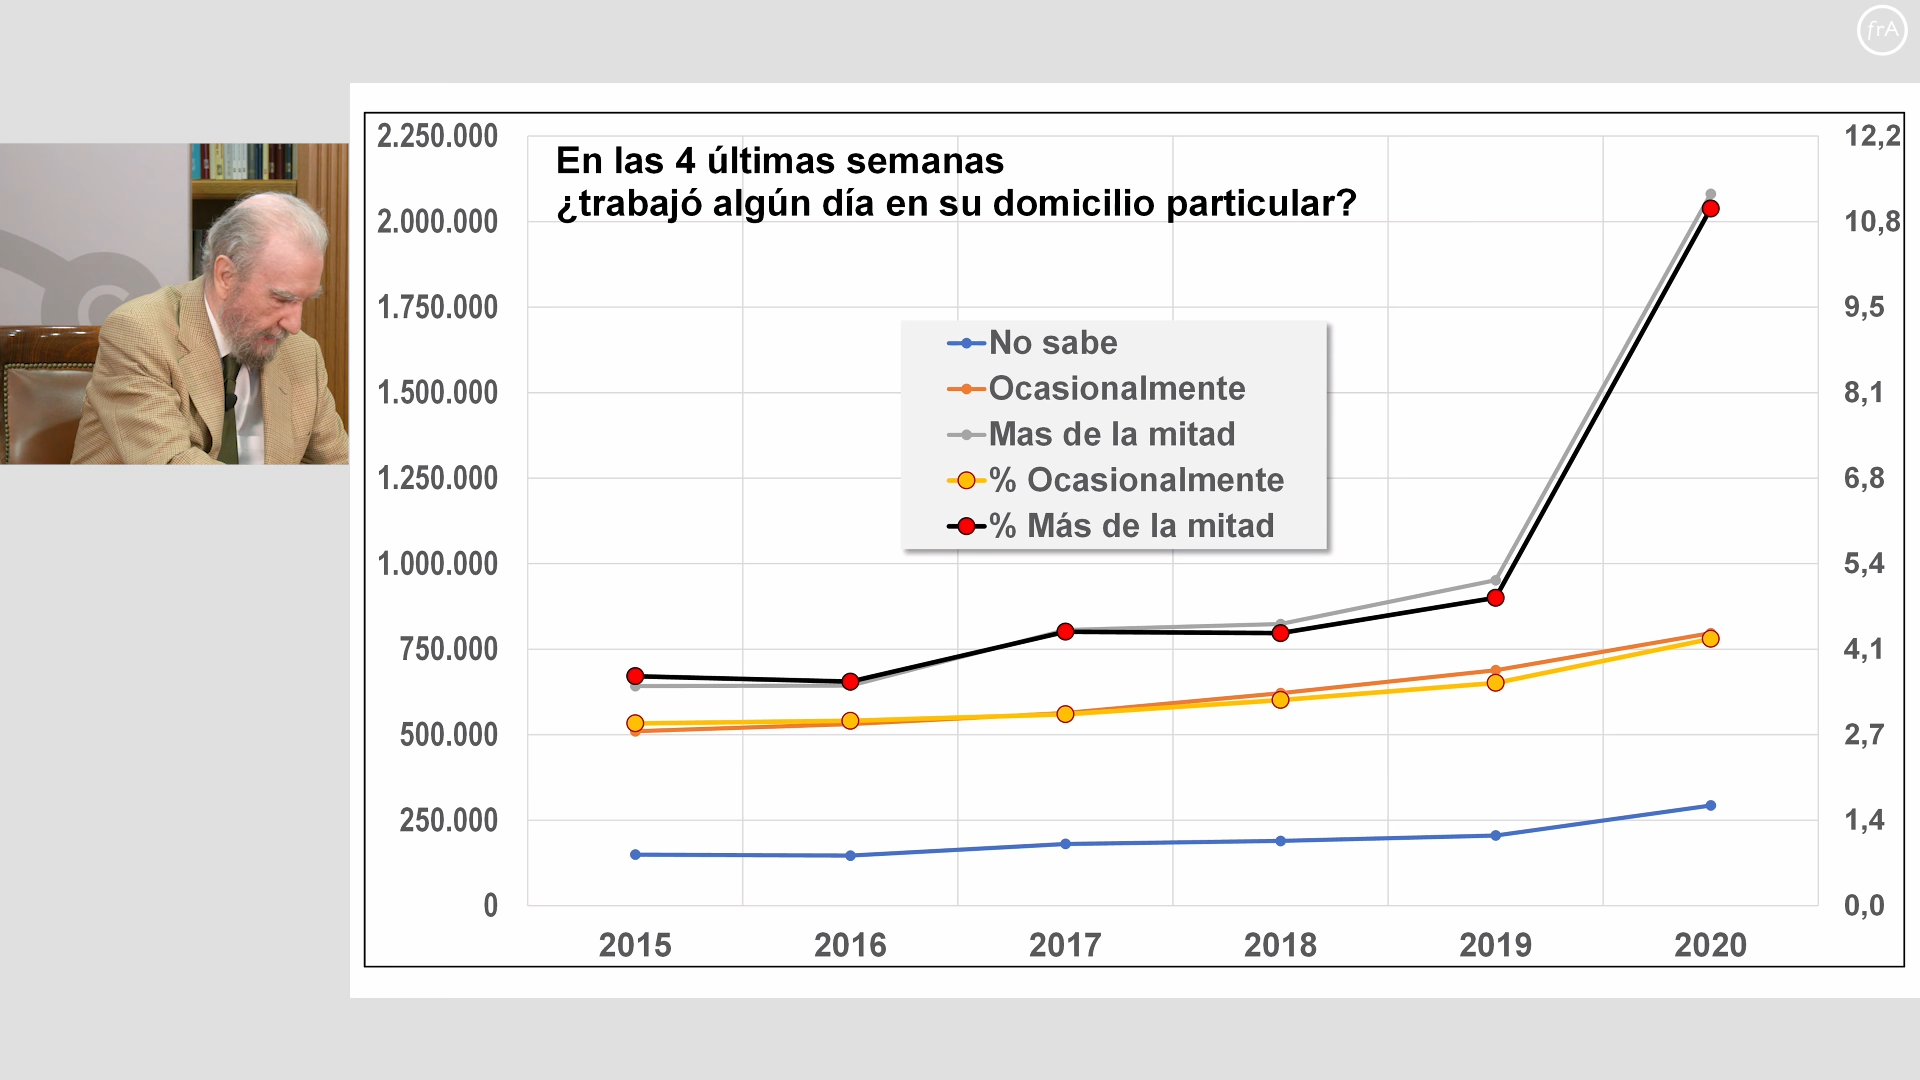 frA
En las 4 últimas semanas
¿trabajó algún día en su domicilio particular?
2.250.000
2.000.000
1.750.000
1.500.000
1.250.000
1.000.000
750.000
500.000
250.000
0
No sabe
Ocasionalmente
Mas de la mitad
% Ocasionalmente
% Más de la mitad
12,2
10,8
9,5
8,1
6,8
5,4
4,1
2,7
1,4
0,0
2015 2016 2017 2018 2019 2020